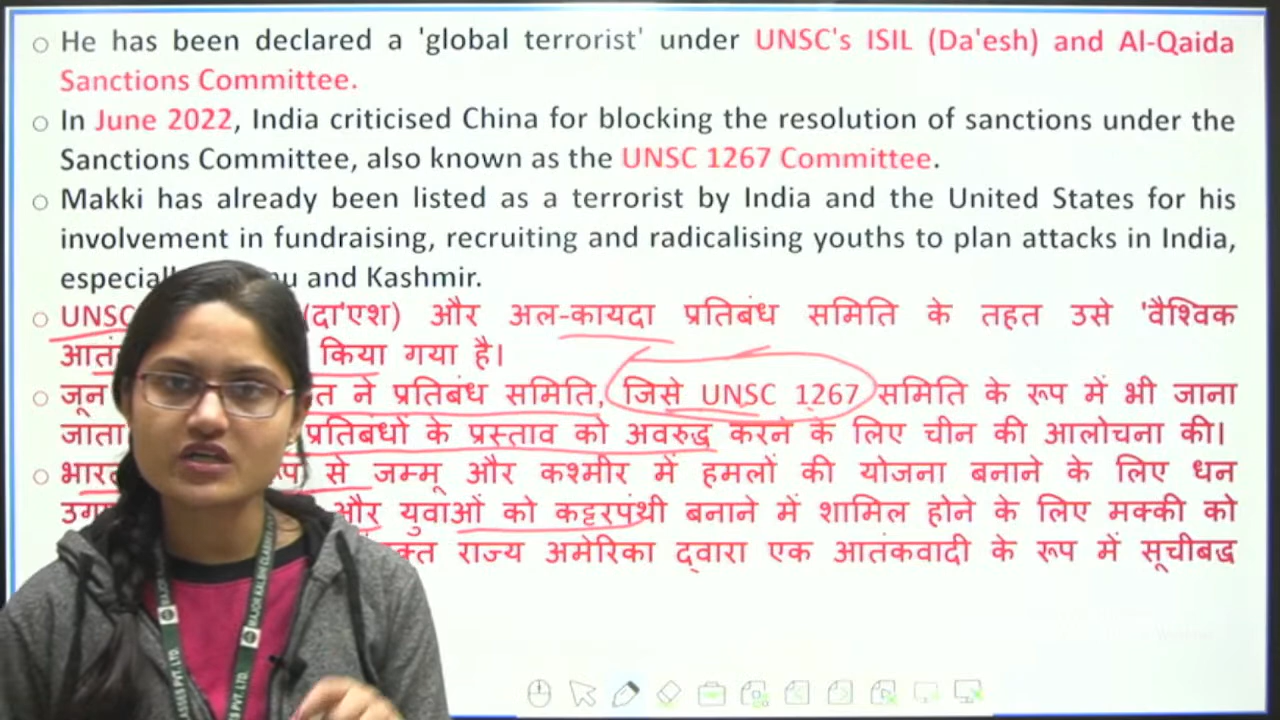 He has been declared a 'global terrorist' under UNSC's ISIL (Da'esh) and Al-Qaida
Sanctions Committee.
In June 2022, India criticised China for blocking the resolution of sanctions under the
Sanctions Committee, also known as the UNSC 1267 Committee.
Makki has already been listed as a terrorist by India and the United States for his
involvement in fundraising, recruiting and radicalising youths to plan attacks in India,
and Kashmir.
UNSC (दा'एश) और अल-कायदा प्रतिबंध समिति के तहत उसे 'वैश्विक
किया गया है।
जून ने प्रतिबंध समिति, जिसे UNSC 1267 समिति के रूप में भी जाना
जाता प्रतिबंधों के प्रस्ताव को अवरुद्ध करने के लिए चीन की आलोचना की।
से जम्मू और कश्मीर में हमलों की योजना बनाने के लिए धन
और युवाओं को कट्टरपंथी बनाने में शामिल होने के लिए मक्की को
राज्य अमेरिका द्वारा एक आतंकवादी के रूप में सूचीबद्ध